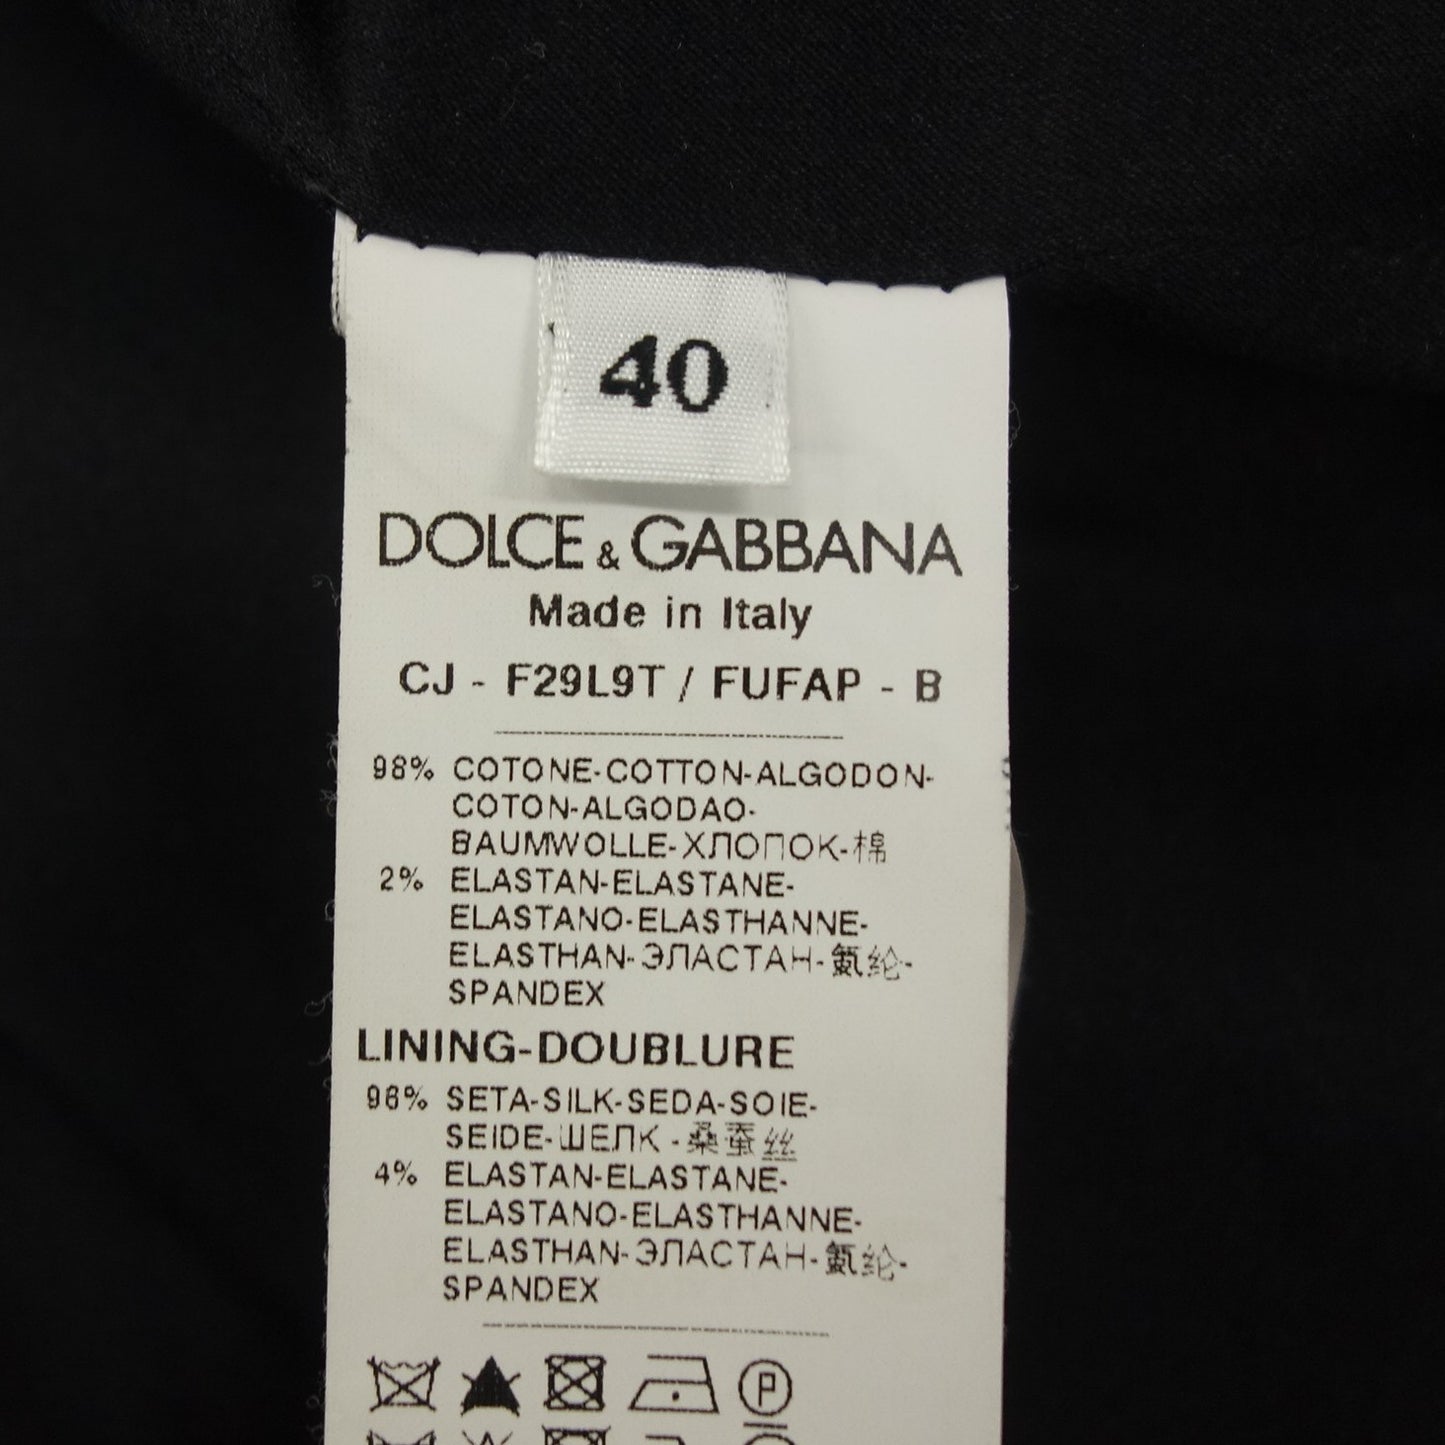 40
DOLCE & GABBANA
Made in Italy
CJ - F29L9T / FUFAP - B
98% COTONE-COTTON-ALGODON-
COTON-ALGODAO-
BAUMWOLLE-ХЛОПОК-棉
2% ELASTAN-ELASTANE-
ELASTANO-ELASTHANNE-
ELASTHAN-ЭЛАСТАН-氨纶-
SPANDEX
LINING-DOUBLURE
96% SETA-SILK-SEDA-SOIE-
SEIDE-ШЕЛК -桑蚕丝
4% ELASTAN-ELASTANE-
ELASTANO-ELASTHANNE-
ELASTHAN-ЭЛАСТАН-氨纶-
SPANDEX
P